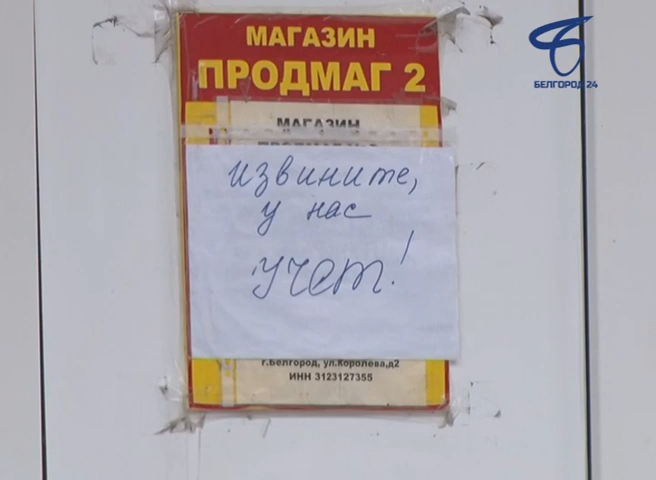 МАГАЗИН
ПРОДМАГ 2
БЕЛГОРОД 24
МАГАЗИН
извините,
у нас
учет!
г.Белгород, ул.Королева,д2
ИНН 3123127355